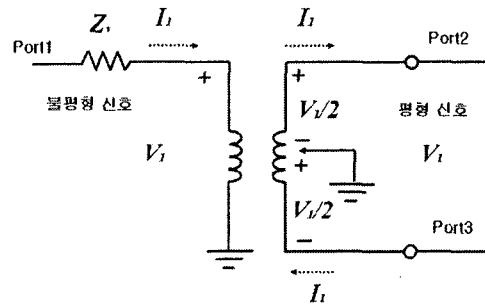 Port1
Z₁
I₁
I₁
Port2
+
+
불평형 신호
V₁/2
평형 신호
V₁
−
+
V₁
V₁/2
−
Port3
I₁